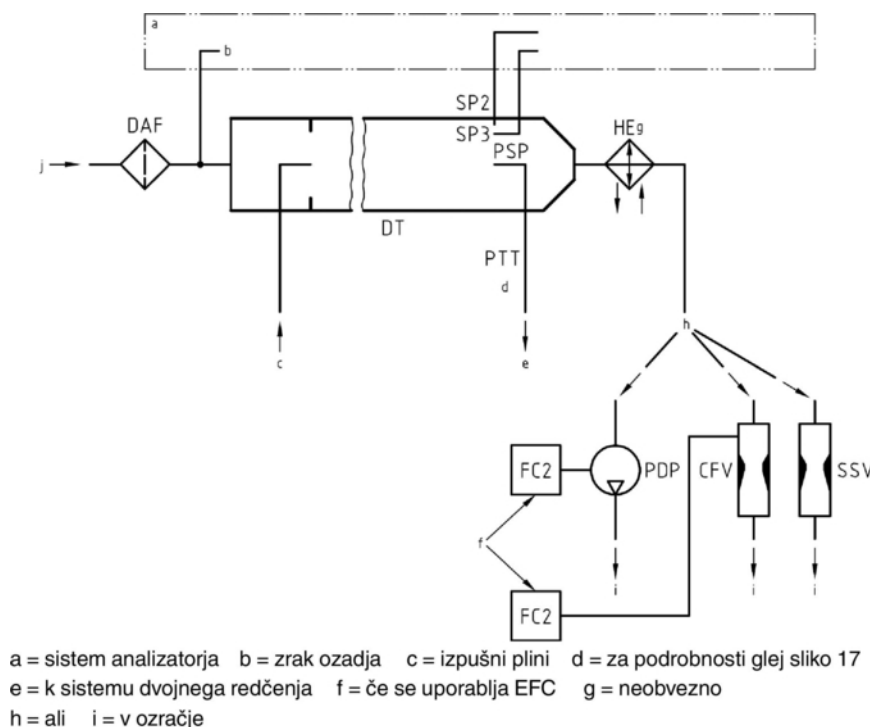 a
b
DAF
SP2
SP3
HEg
j
PSP
DT
PTT
d
c
e
h
FC2
PDP
CFV
SSV
f
i
i
i
FC2
a = sistem analizatorja b = zrak ozadja c = izpušni plini d = za podrobnosti glej sliko 17
e = k sistemu dvojnega redčenja f = če se uporablja EFC g = neobvezno
h = ali i = v ozračje